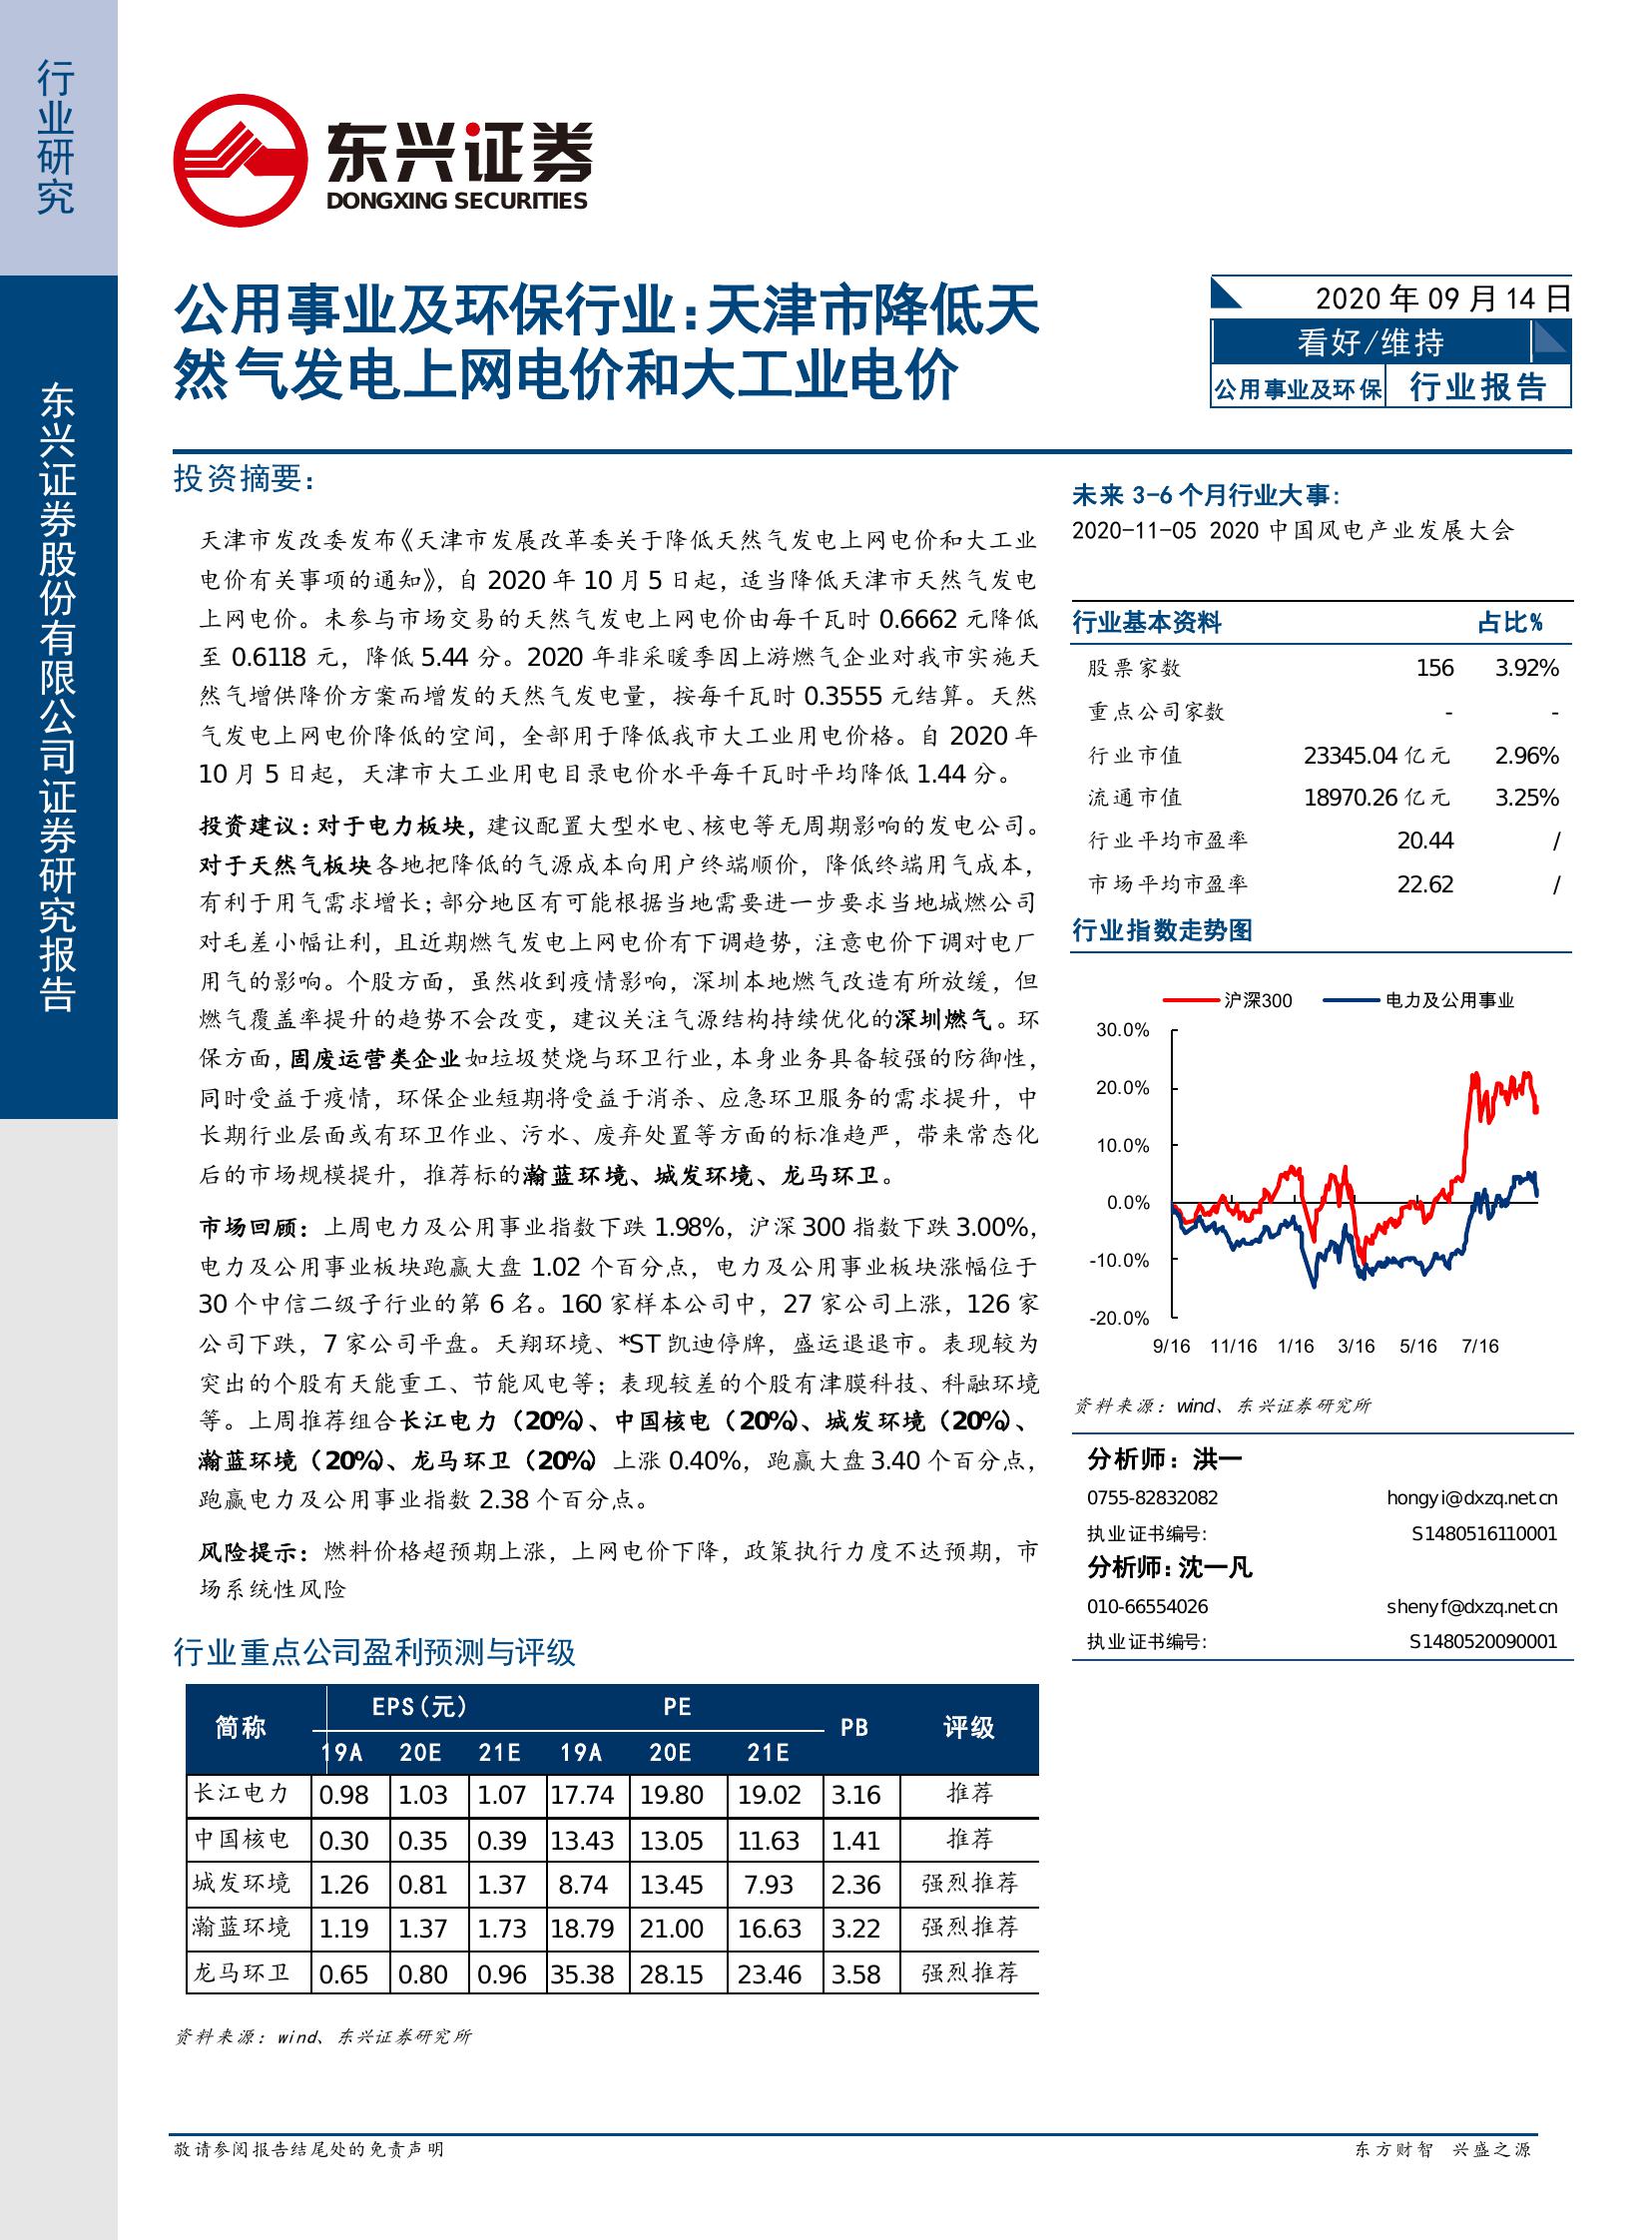 行业研究
东兴证券股份有限公司证券研究报告
东兴证券
DONGXING SECURITIES
公用事业及环保行业：天津市降低天
然气发电上网电价和大工业电价
2020 年 09 月 14 日
看好/维持
公用事业及环保 行业报告
投资摘要：
天津市发改委发布《天津市发展改革委关于降低天然气发电上网电价和大工业
电价有关事项的通知》，自 2020 年 10 月 5 日起，适当降低天津市天然气发电
上网电价。未参与市场交易的天然气发电上网电价由每千瓦时 0.6662 元降低
至 0.6118 元，降低 5.44 分。2020 年非采暖季因上游燃气企业对我市实施天
然气增供降价方案而增发的天然气发电量，按每千瓦时 0.3555 元结算。天然
气发电上网电价降低的空间，全部用于降低我市大工业用电价格。自 2020 年
10 月 5 日起，天津市大工业用电目录电价水平每千瓦时平均降低 1.44 分。
投资建议：对于电力板块，建议配置大型水电、核电等无周期影响的发电公司。
对于天然气板块各地把降低的气源成本向用户终端顺价，降低终端用气成本，
有利于用气需求增长；部分地区有可能根据当地需要进一步要求当地城燃公司
对毛差小幅让利，且近期燃气发电上网电价有下调趋势，注意电价下调对电厂
用气的影响。个股方面，虽然收到疫情影响，深圳本地燃气改造有所放缓，但
燃气覆盖率提升的趋势不会改变，建议关注气源结构持续优化的深圳燃气。环
保方面，固废运营类企业如垃圾焚烧与环卫行业，本身业务具备较强的防御性，
同时受益于疫情，环保企业短期将受益于消杀、应急环卫服务的需求提升，中
长期行业层面或有环卫作业、污水、废弃处置等方面的标准趋严，带来常态化
后的市场规模提升，推荐标的瀚蓝环境、城发环境、龙马环卫。
市场回顾：上周电力及公用事业指数下跌 1.98%，沪深 300 指数下跌 3.00%，
电力及公用事业板块跑赢大盘 1.02 个百分点，电力及公用事业板块涨幅位于
30 个中信二级子行业的第 6 名。160 家样本公司中，27 家公司上涨，126 家
公司下跌，7 家公司平盘。天翔环境、*ST 凯迪停牌，盛运退退市。表现较为
突出的个股有天能重工、节能风电等；表现较差的个股有津膜科技、科融环境
等。上周推荐组合长江电力（20%）、中国核电（20%）、城发环境（20%）、
瀚蓝环境（20%）、龙马环卫（20%）上涨 0.40%，跑赢大盘 3.40 个百分点，
跑赢电力及公用事业指数 2.38 个百分点。
风险提示：燃料价格超预期上涨，上网电价下降，政策执行力度不达预期，市
场系统性风险
行业重点公司盈利预测与评级
简称 EPS(元) PE PB 评级
19A 20E 21E 19A 20E 21E
长江电力 0.98 1.03 1.07 17.74 19.80 19.02 3.16 推荐
中国核电 0.30 0.35 0.39 13.43 13.05 11.63 1.41 推荐
城发环境 1.26 0.81 1.37 8.74 13.45 7.93 2.36 强烈推荐
瀚蓝环境 1.19 1.37 1.73 18.79 21.00 16.63 3.22 强烈推荐
龙马环卫 0.65 0.80 0.96 35.38 28.15 23.46 3.58 强烈推荐
资料来源：wind、东兴证券研究所
未来 3-6 个月行业大事：
2020-11-05 2020 中国风电产业发展大会
行业基本资料 占比%
股票家数 156 3.92%
重点公司家数 - -
行业市值 23345.04 亿元 2.96%
流通市值 18970.26 亿元 3.25%
行业平均市盈率 20.44 /
市场平均市盈率 22.62 /
行业指数走势图
沪深300 电力及公用事业
30.0%
20.0%
10.0%
0.0%
-10.0%
-20.0%
9/16 11/16 1/16 3/16 5/16 7/16
资料来源：wind、东兴证券研究所
分析师：洪一
0755-82832082 hongyi@dxzq.net.cn
执业证书编号: S1480516110001
分析师：沈一凡
010-66554026 shenyf@dxzq.net.cn
执业证书编号: S1480520090001
敬请参阅报告结尾处的免责声明 东方财智 兴盛之源